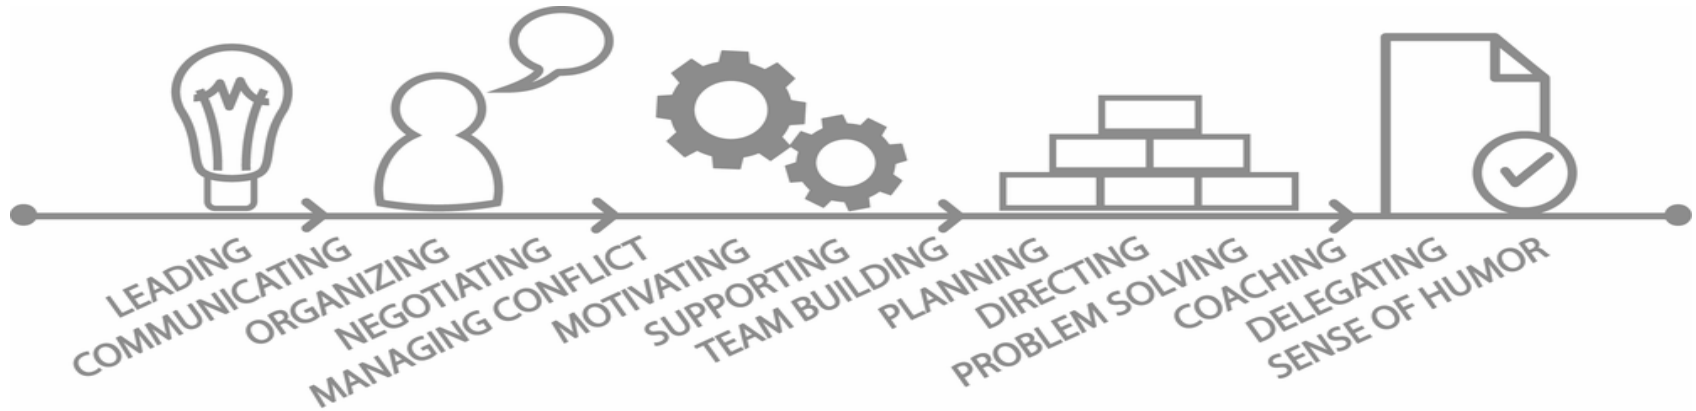 LEADING
COMMUNICATING
ORGANIZING
NEGOTIATING
MANAGING CONFLICT
MOTIVATING
SUPPORTING
TEAM BUILDING
PLANNING
DIRECTING
PROBLEM SOLVING
COACHING
DELEGATING
SENSE OF HUMOR